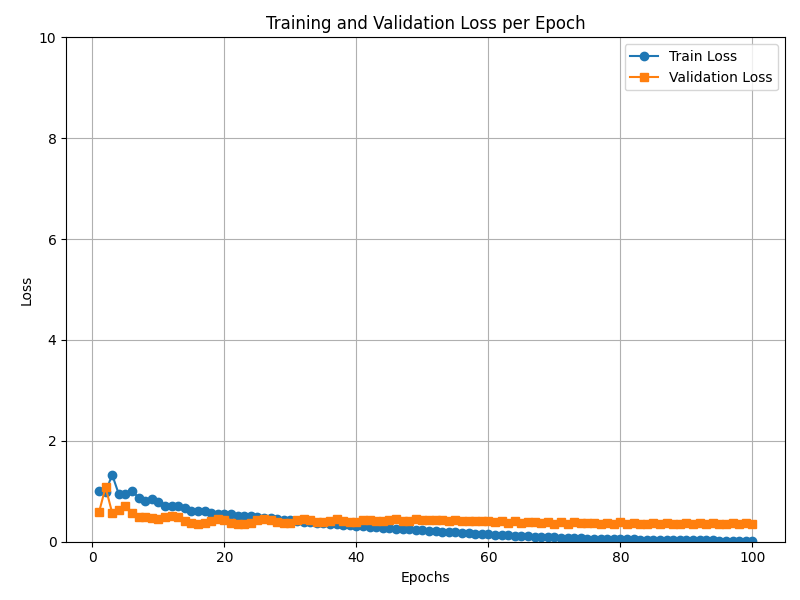 Training and Validation Loss per Epoch
Train Loss
Validation Loss
10
8
6
4
2
0
Loss
0 20 40 60 80 100
Epochs